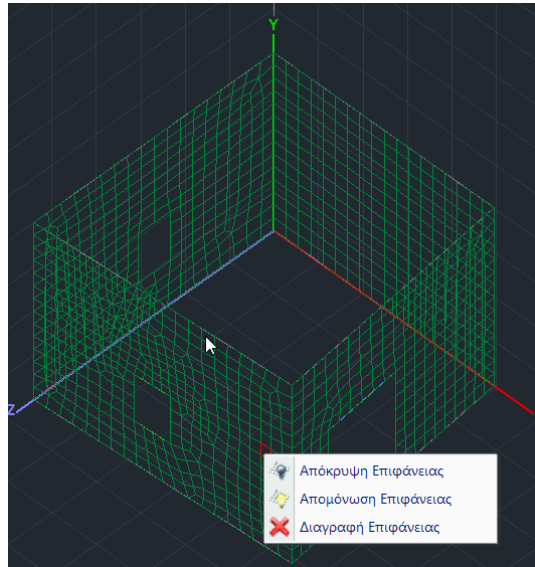 Y
Z
Απόκρυψη Επιφάνειας
Απομόνωση Επιφάνειας
Διαγραφή Επιφάνειας